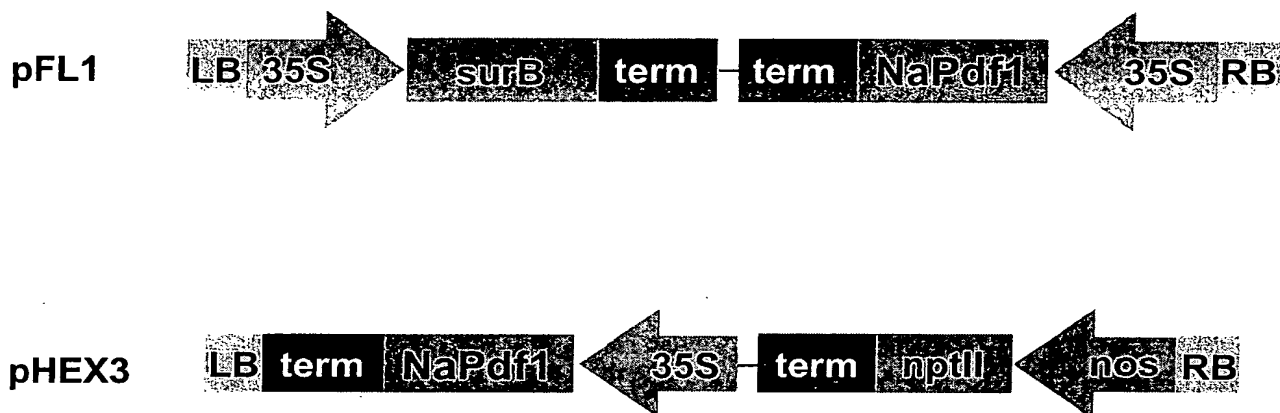 pFL1 LB 35S surB term term NaPdf1 35S RB
pHEX3 LB term NaPdf1 35S term nptII nos RB